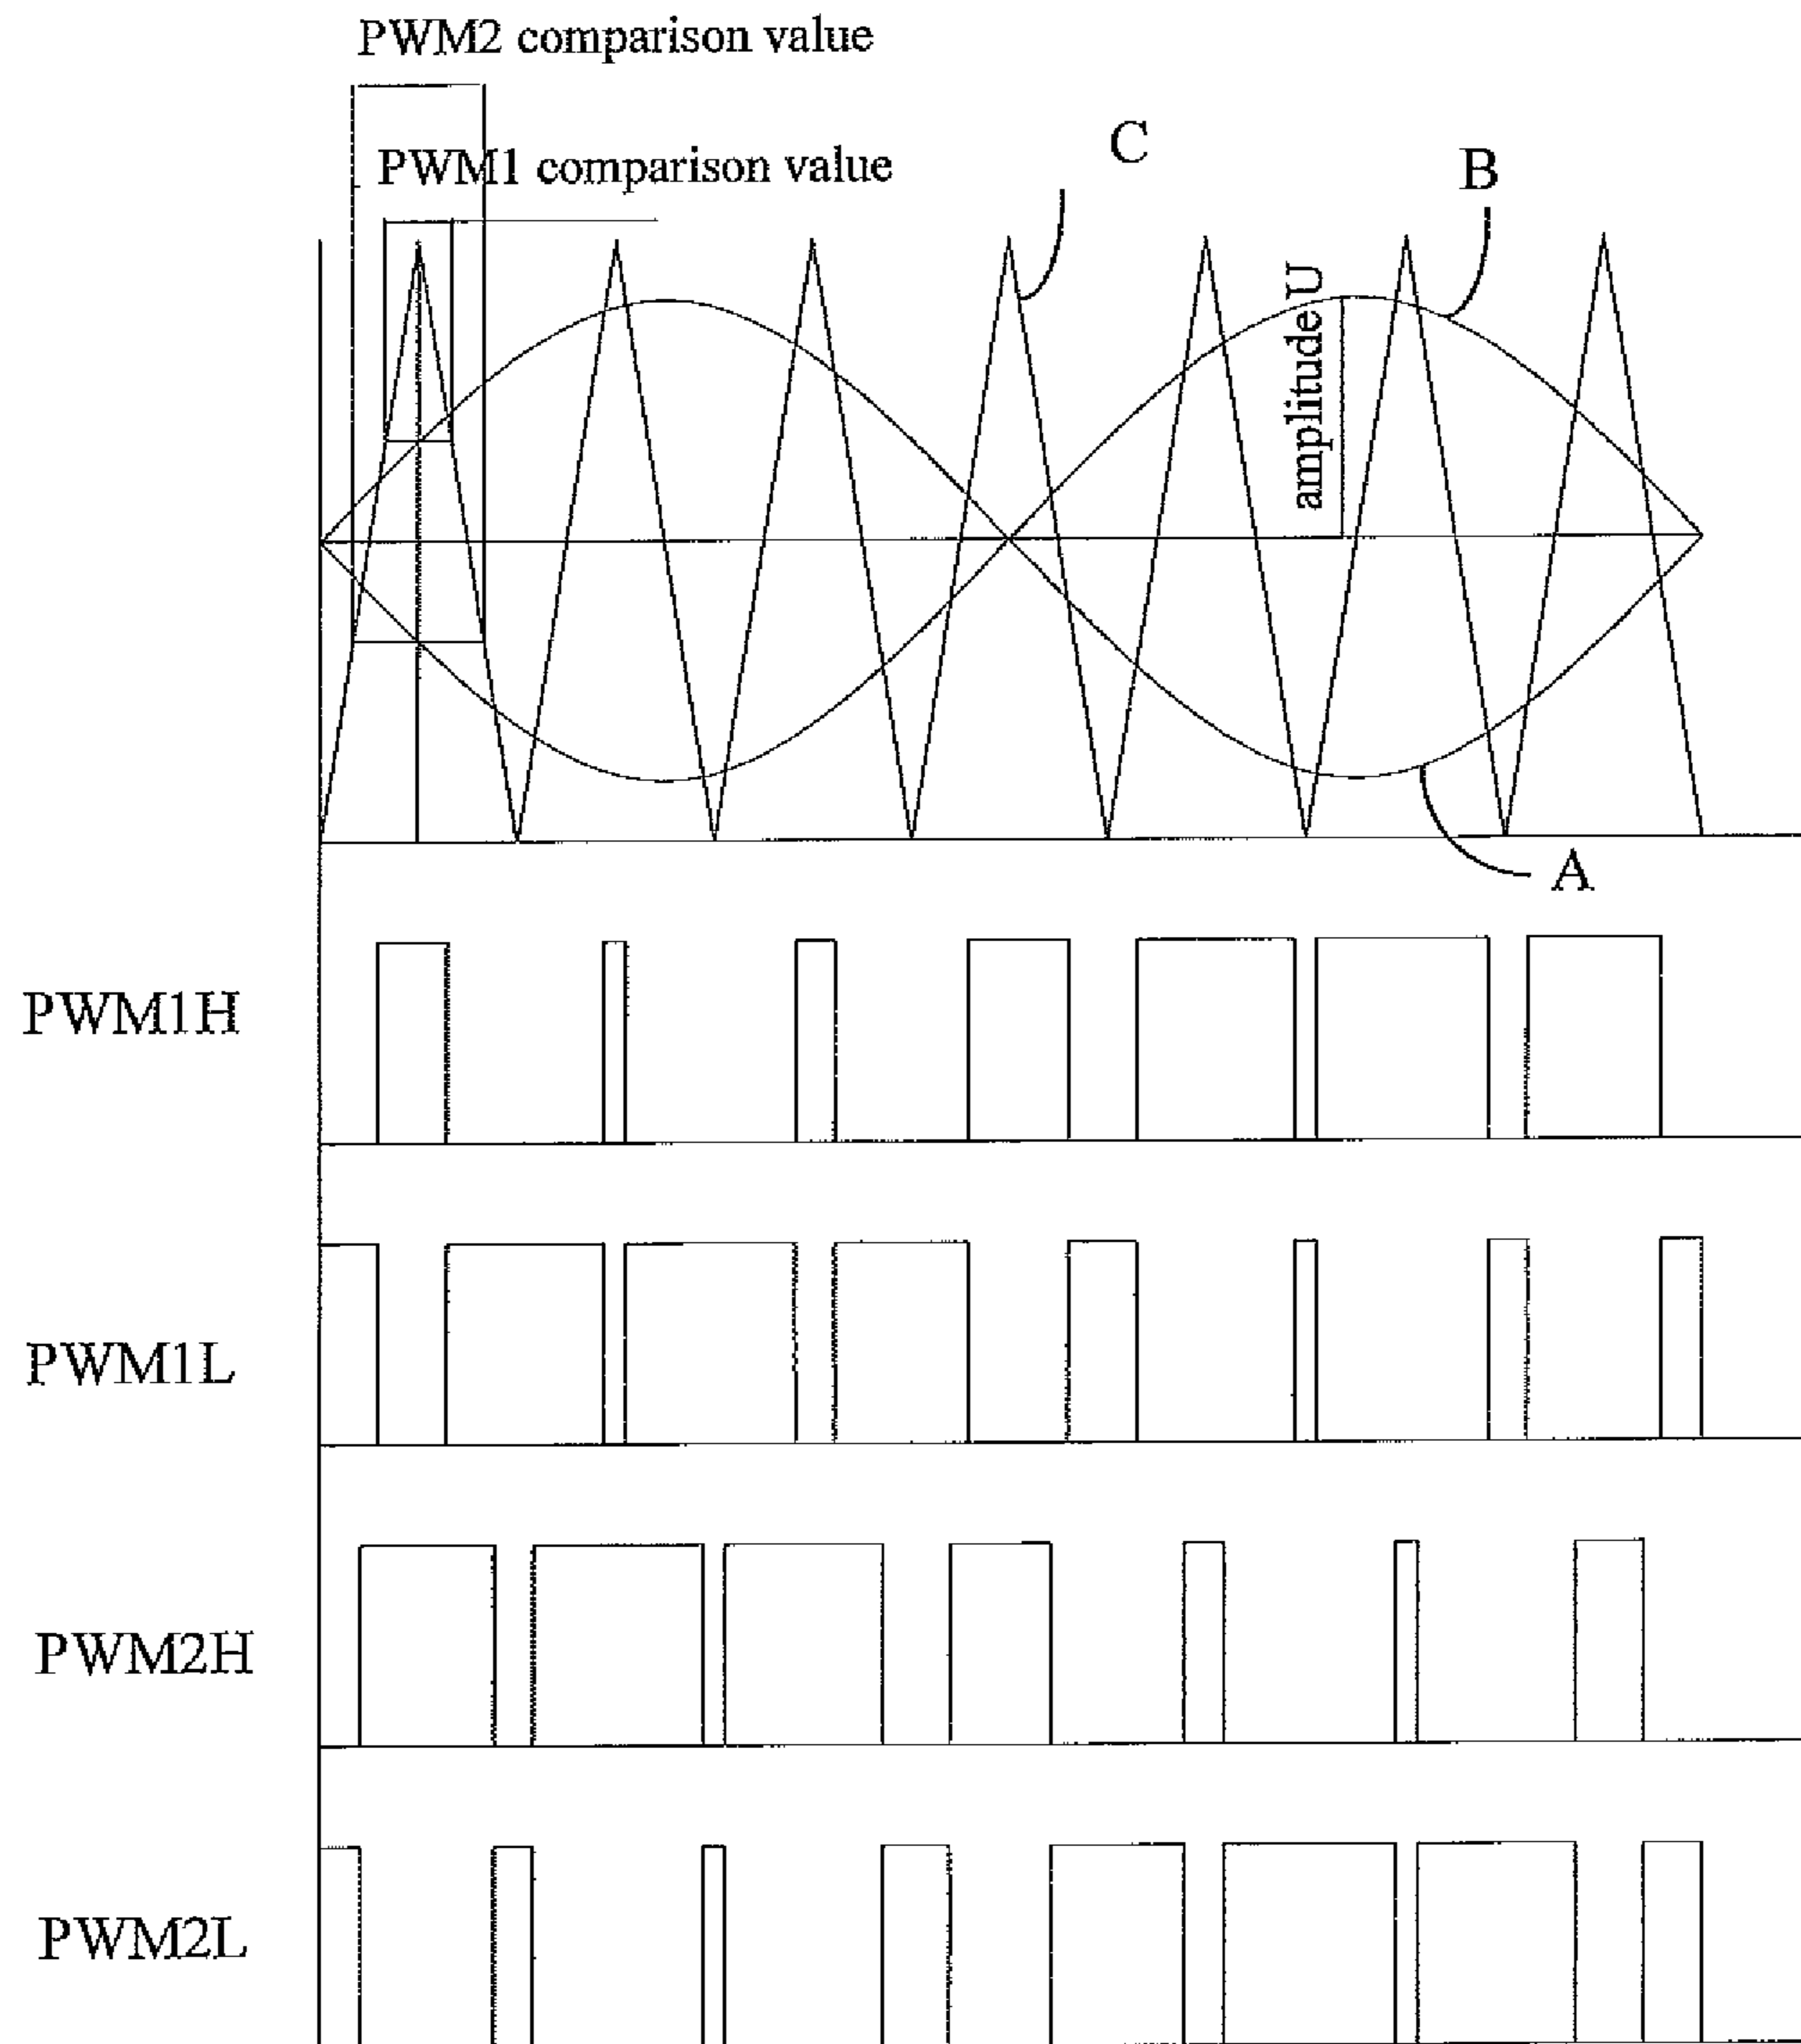 PWM2 comparison value
PWM1 comparison value
C
B
amplitude U
A
PWM1H
PWM1L
PWM2H
PWM2L